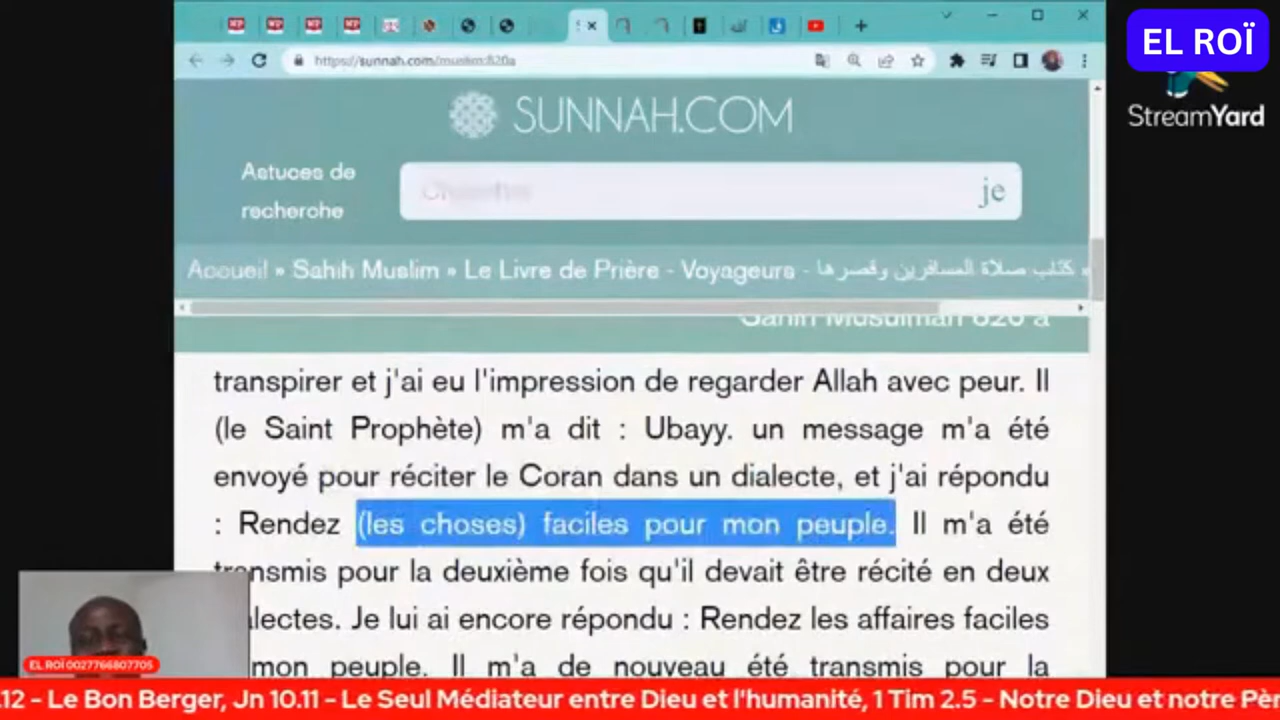 EL ROÏ
StreamYard
https://sunnah.com/muslim:820a
SUNNAH.COM
Astuces de
recherche
Chercher
je
Accueil » Sahih Muslim » Le Livre de Prière - Voyageurs - كتاب صلاة المسافرين وقصرها »
Sahih Musulman 820 a
transpirer et j'ai eu l'impression de regarder Allah avec peur. Il
(le Saint Prophète) m'a dit : Ubayy. un message m'a été
envoyé pour réciter le Coran dans un dialecte, et j'ai répondu
: Rendez (les choses) faciles pour mon peuple. Il m'a été
transmis pour la deuxième fois qu'il devait être récité en deux
alectes. Je lui ai encore répondu : Rendez les affaires faciles
mon peuple. Il m'a de nouveau été transmis pour la
EL ROÏ 0027766807705
.12 - Le Bon Berger, Jn 10.11 - Le Seul Médiateur entre Dieu et l'humanité, 1 Tim 2.5 - Notre Dieu et notre Pèr